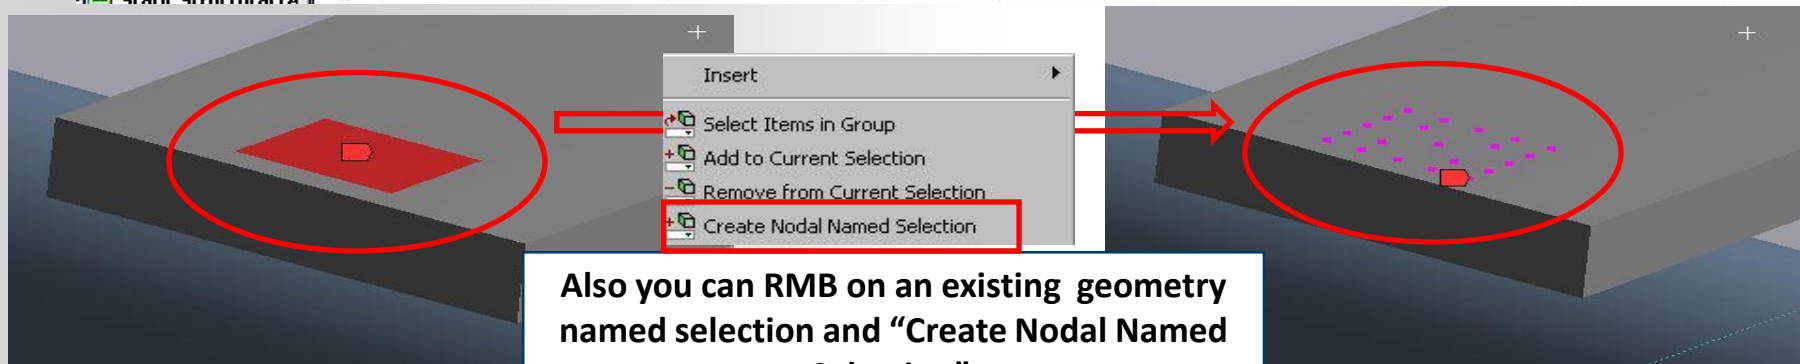 Insert
Select Items in Group
Add to Current Selection
Remove from Current Selection
Create Nodal Named Selection
Also you can RMB on an existing geometry
named selection and “Create Nodal Named